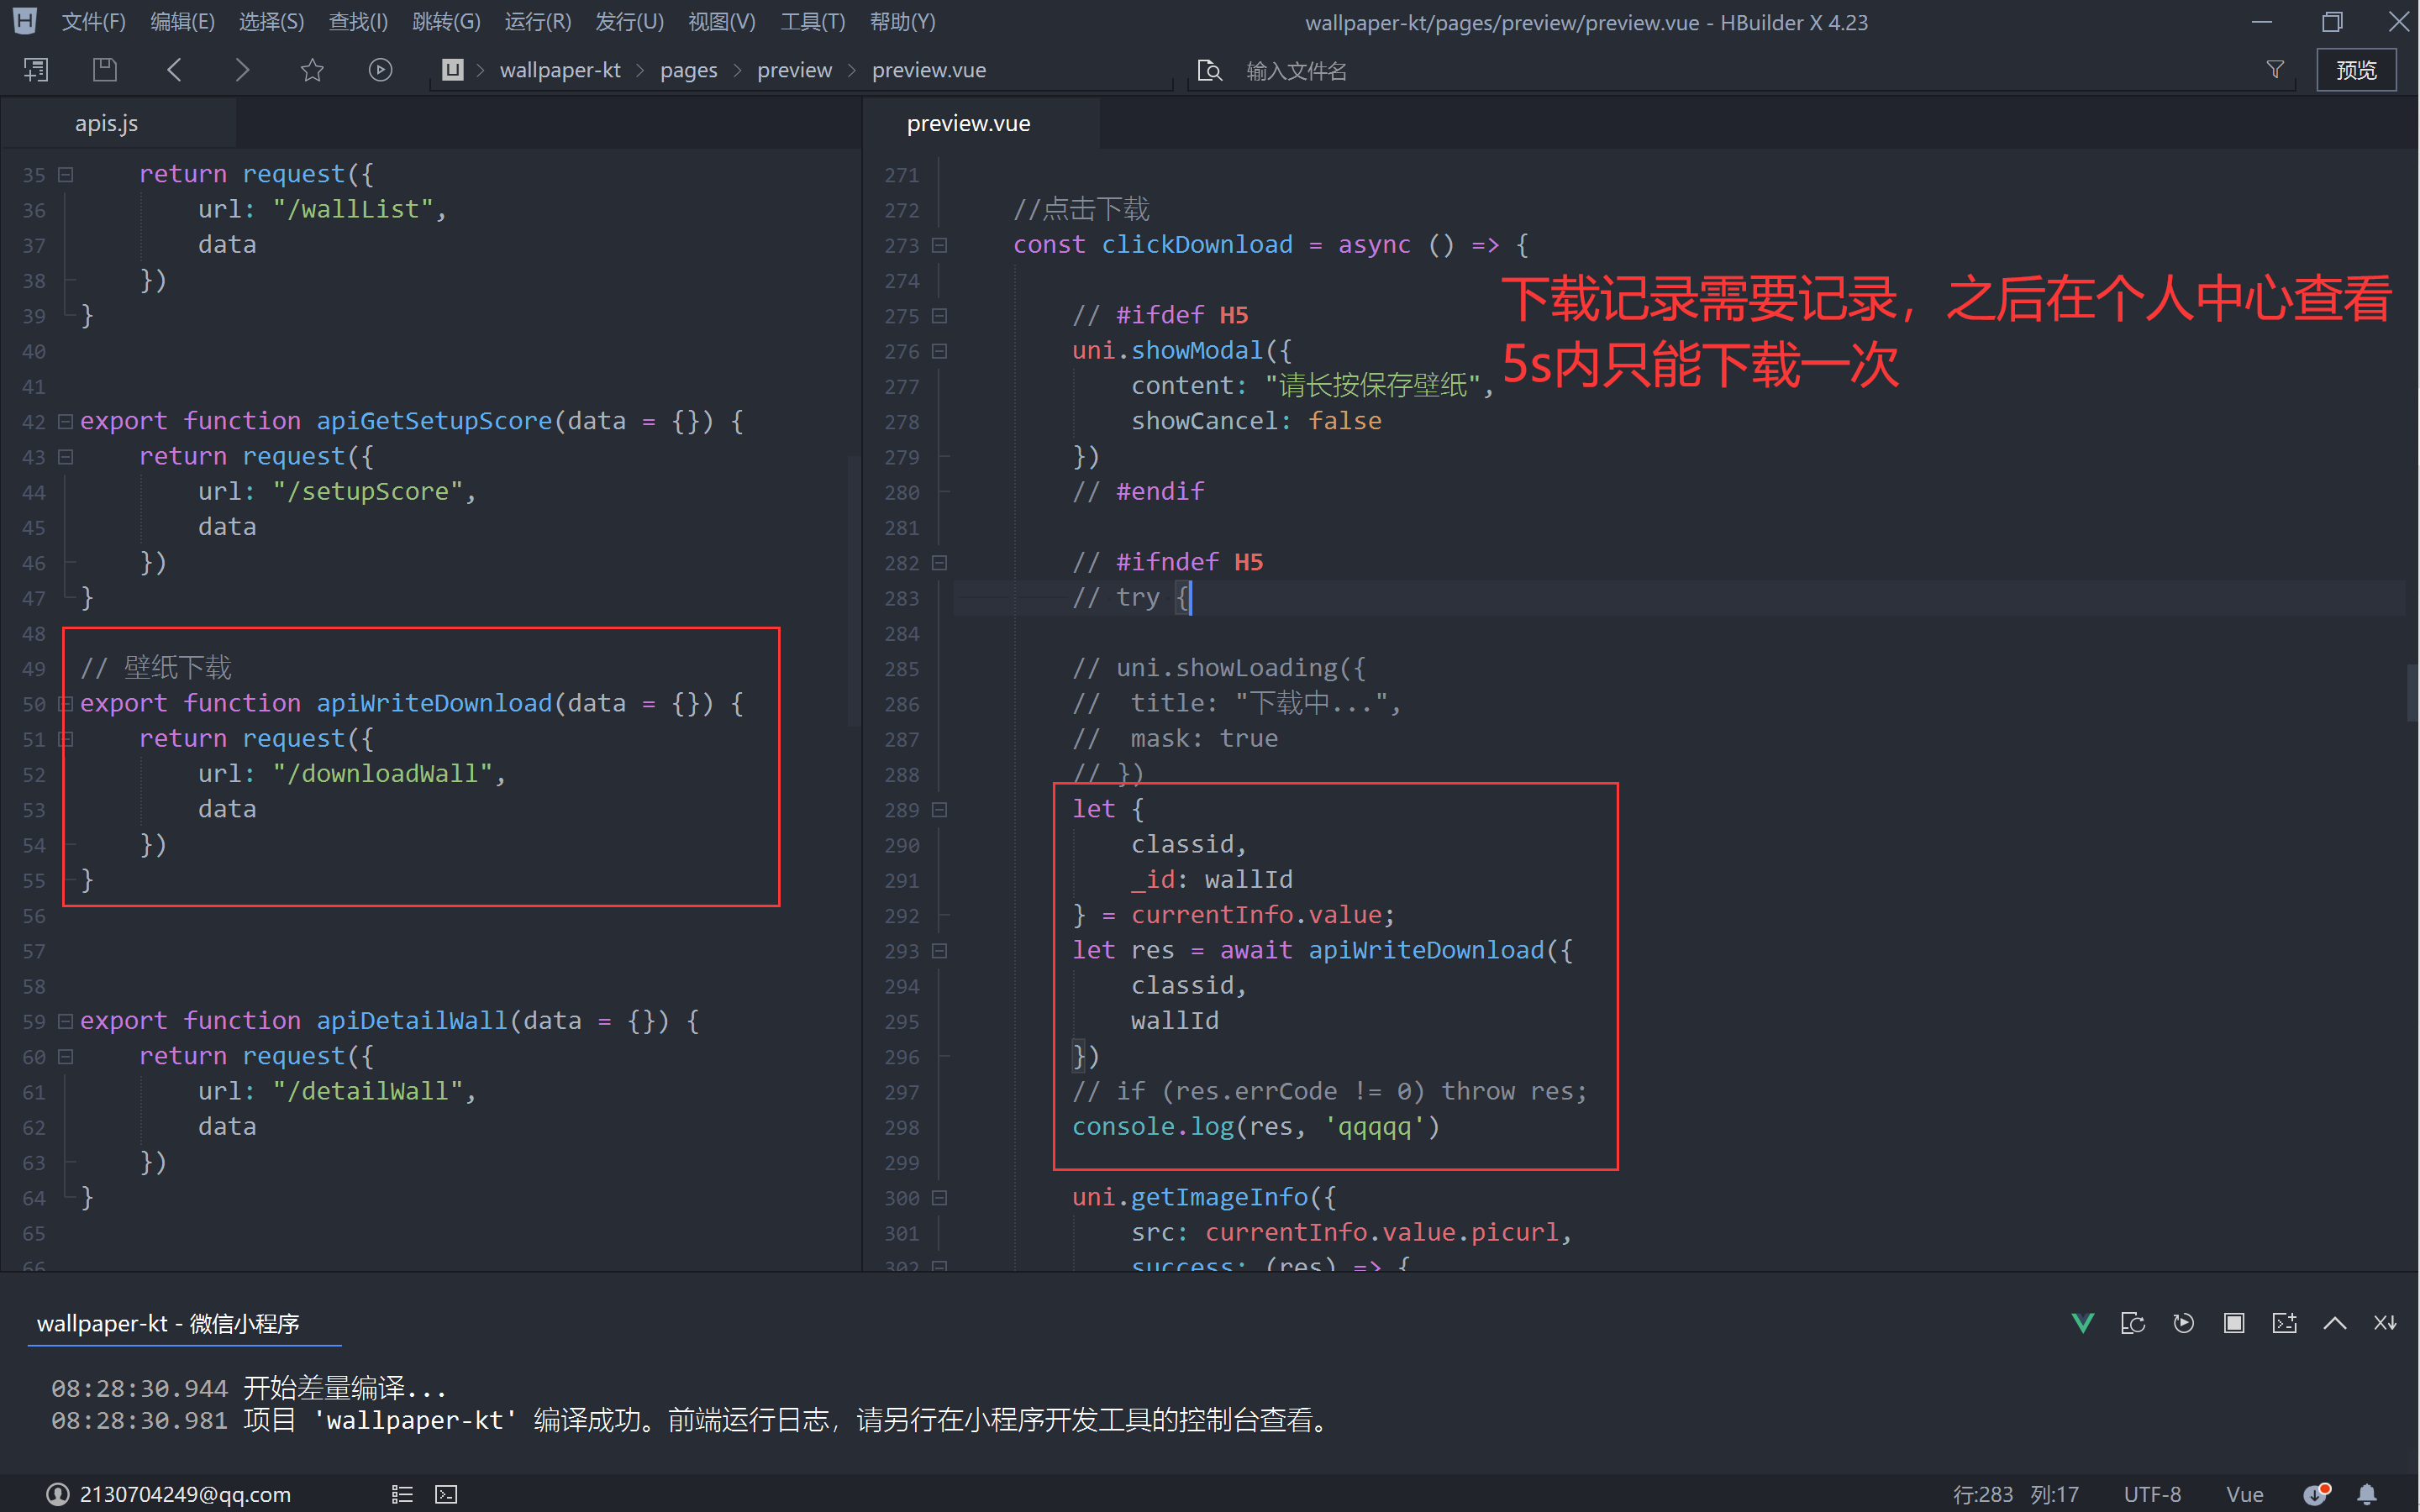 文件(F) 编辑(E) 选择(S) 查找(I) 跳转(G) 运行(R) 发行(U) 视图(V) 工具(T) 帮助(Y)
wallpaper-kt/pages/preview/preview.vue - HBuilder X 4.23
wallpaper-kt > pages > preview > preview.vue
输入文件名
预览
apis.js
35 return request({
36 url: "/wallList",
37 data
38 })
39 }
40
41
42 export function apiGetSetupScore(data = {}) {
43 return request({
44 url: "/setupScore",
45 data
46 })
47 }
48
49 // 壁纸下载
50 export function apiWriteDownload(data = {}) {
51 return request({
52 url: "/downloadWall",
53 data
54 })
55 }
56
57
58
59 export function apiDetailWall(data = {}) {
60 return request({
61 url: "/detailWall",
62 data
63 })
64 }
65
66
preview.vue
271
272 //点击下载
273 const clickDownload = async () => {
274
275 // #ifdef H5
276 uni.showModal({
277 content: "请长按保存壁纸",
278 showCancel: false
279 })
280 // #endif
281
282 // #ifndef H5
283 // try {
284
285 // uni.showLoading({
286 // title: "下载中...",
287 // mask: true
288 // })
289 let {
290 classid,
291 _id: wallId
292 } = currentInfo.value;
293 let res = await apiWriteDownload({
294 classid,
295 wallId
296 })
297 // if (res.errCode != 0) throw res;
298 console.log(res, 'qqqqq')
299
300 uni.getImageInfo({
301 src: currentInfo.value.picurl,
302 success: (res) => {
下载记录需要记录，之后在个人中心查看
5s内只能下载一次
wallpaper-kt - 微信小程序
08:28:30.944 开始差量编译...
08:28:30.981 项目 'wallpaper-kt' 编译成功。前端运行日志，请另行在小程序开发工具的控制台查看。
2130704249@qq.com
行:283 列:17 UTF-8 Vue